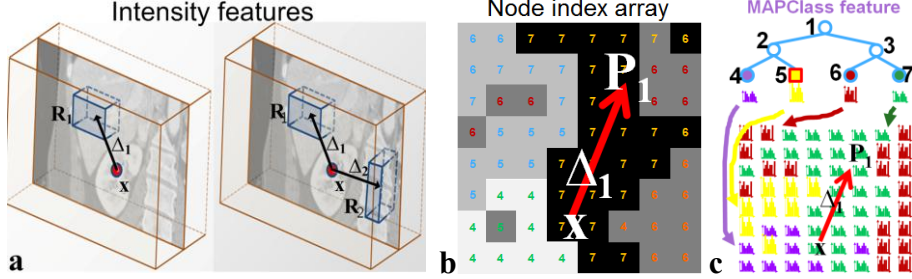 Intensity features
R1
Δ1
x
R1
Δ1
Δ2
x
R2
a
Node index array
6 6 7 7 7 7 7 6
6 7 7 7 7 7 6 6
7 6 6 7 7 6 6
6 5 5 5 7 7 7 6
5 5 5 7 7 7 6
5 4 4 7 7 6 6
4 4 7 6 6
4 4 4 7 7 6 6 6
P1
Δ1
x
b
MAPClass feature
1
2 3
4 5 6 7
P1
Δ1
x
c